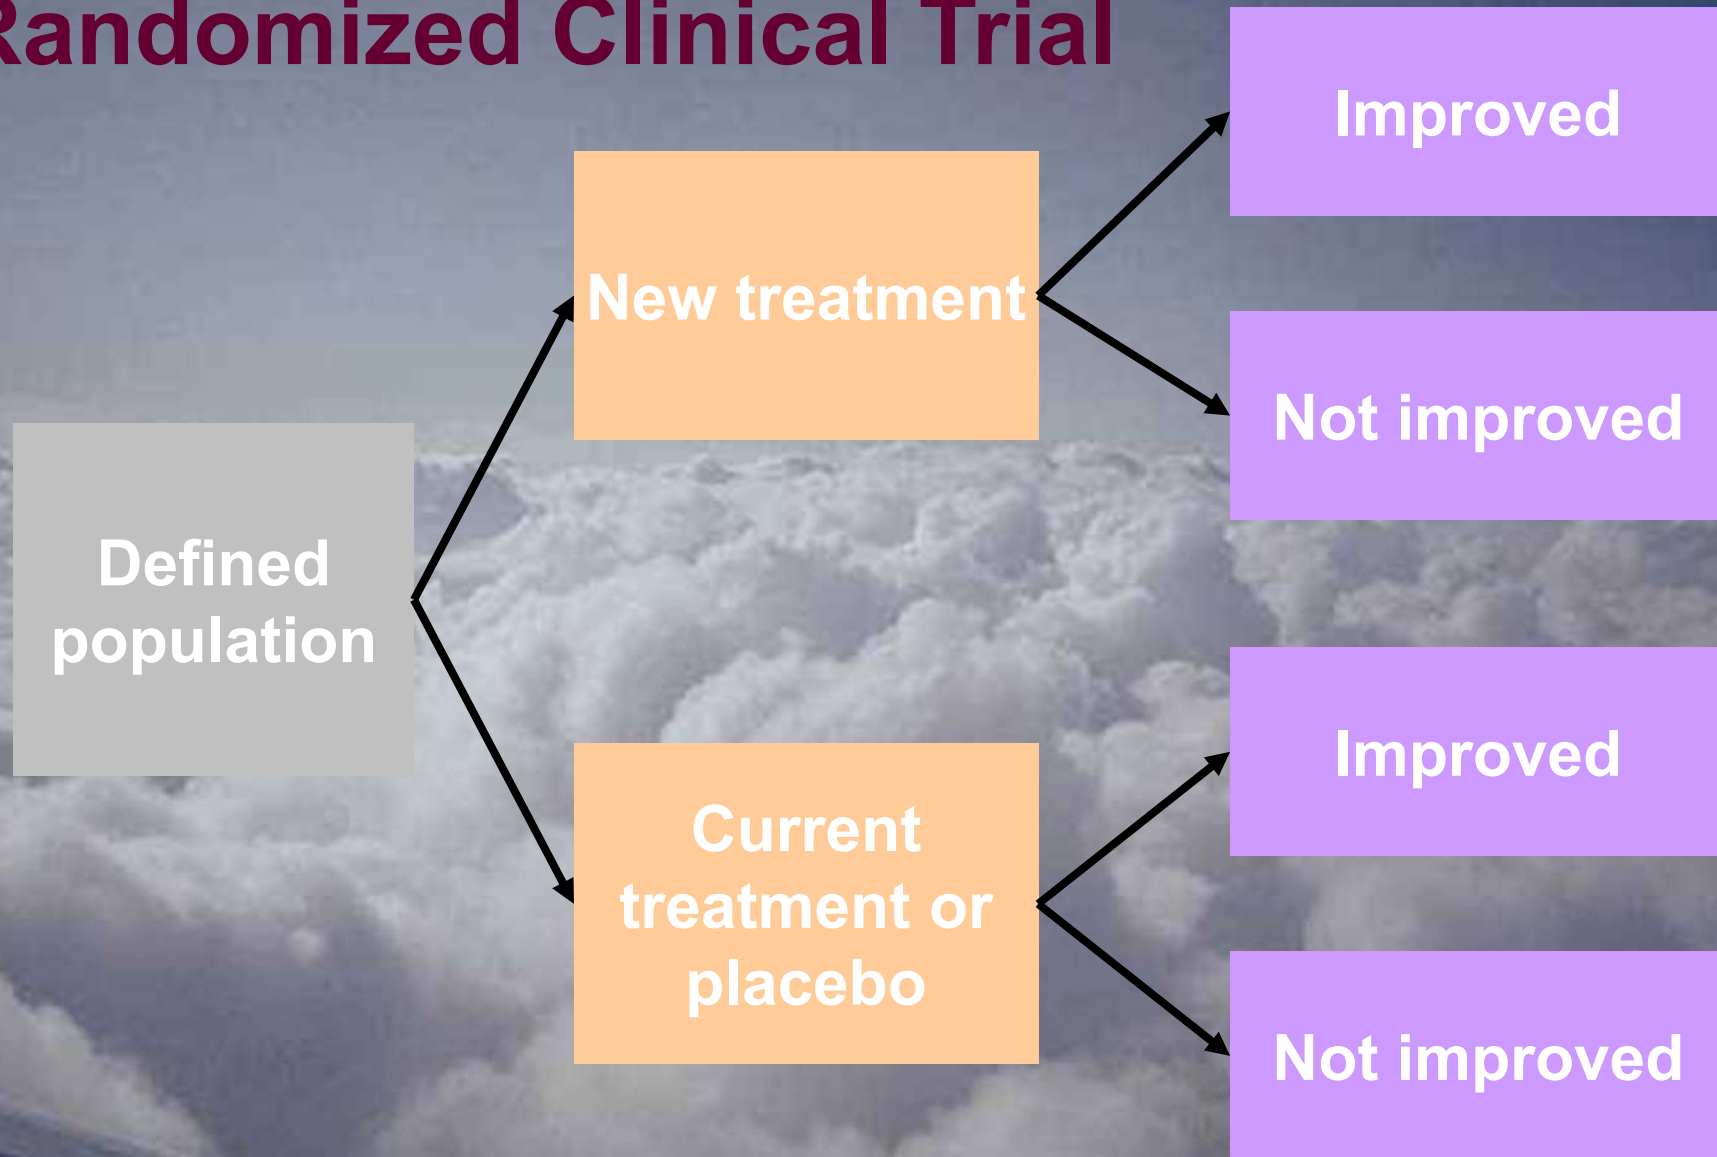 Randomized Clinical Trial
Improved
New treatment
Not improved
Defined
population
Improved
Current
treatment or
placebo
Not improved